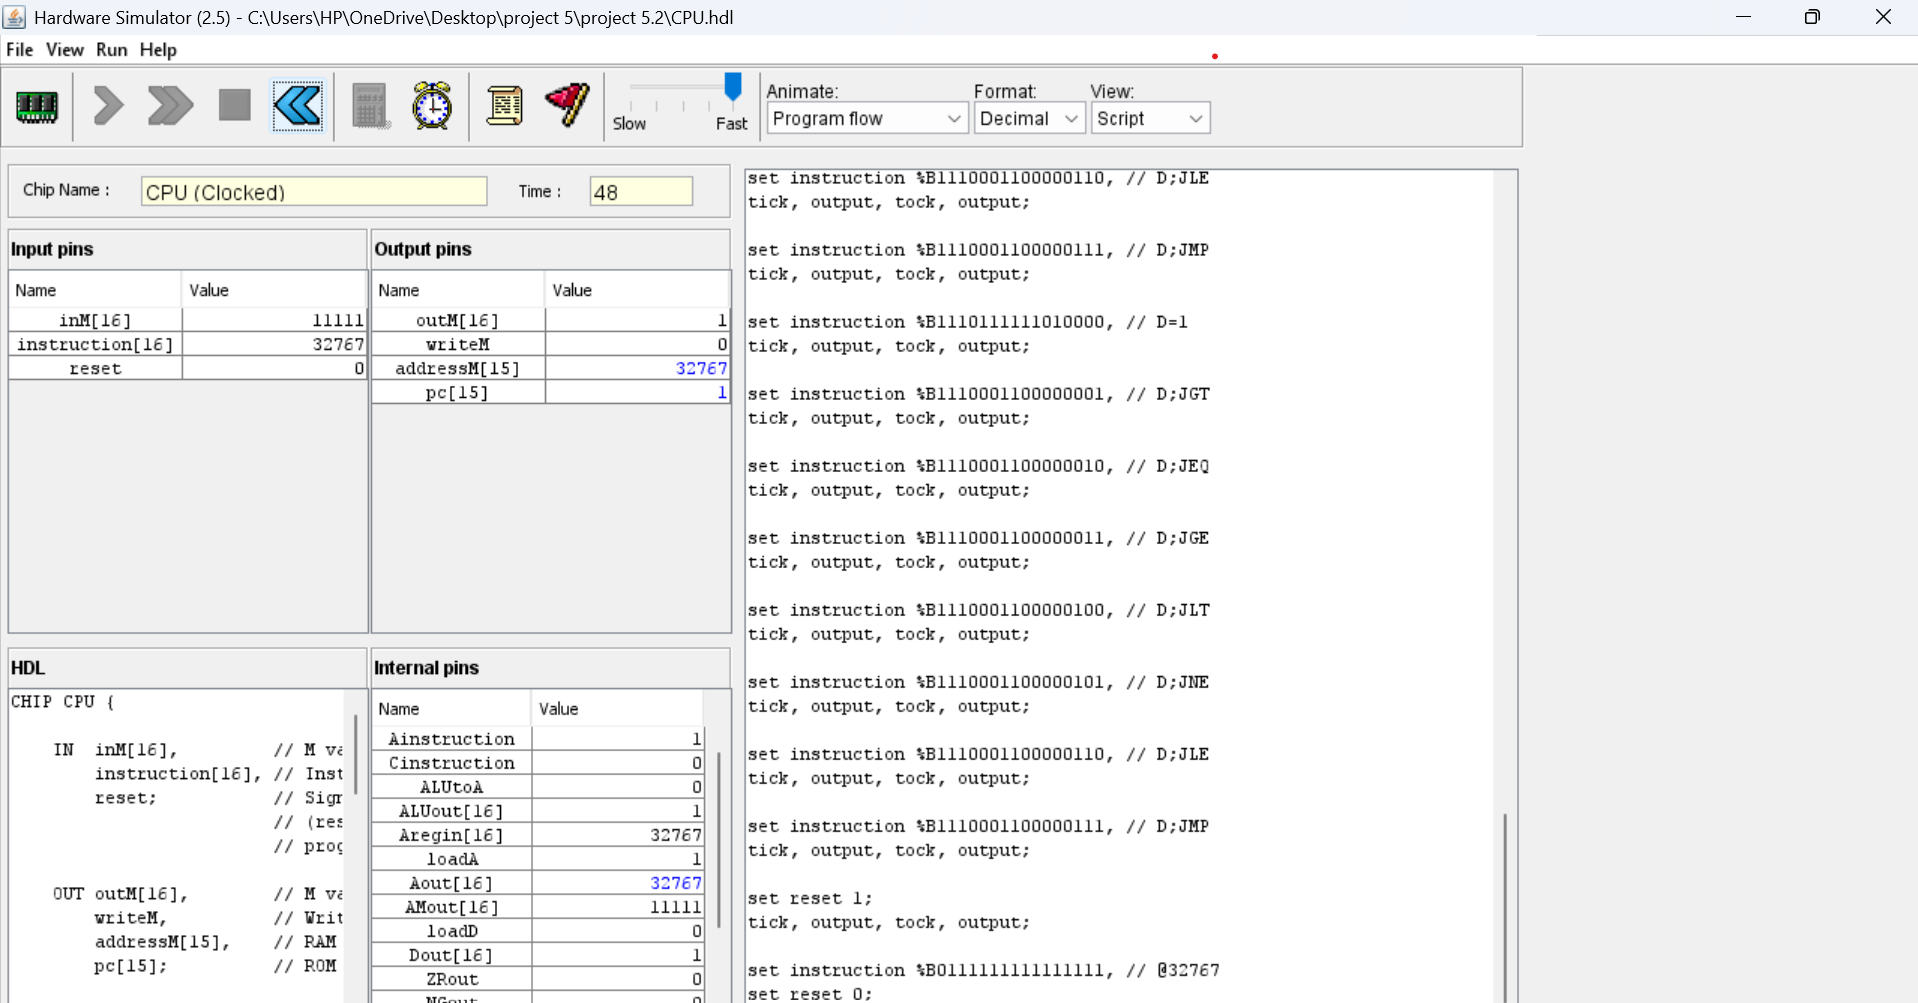 Hardware Simulator (2.5) - C:\Users\HP\OneDrive\Desktop\project 5\project 5.2\CPU.hdl
File View Run Help
Slow Fast
Animate: Format: View:
Program flow Decimal Script
Chip Name : CPU (Clocked) Time : 48
Input pins
Name Value
inM[16] 11111
instruction[16] 32767
reset 0
Output pins
Name Value
outM[16] 1
writeM 0
addressM[15] 32767
pc[15] 1
HDL
CHIP CPU {
IN inM[16], // M va
instruction[16], // Inst
reset; // Sign
// (res
// prog
OUT outM[16], // M va
writeM, // Writ
addressM[15], // RAM
pc[15]; // ROM
Internal pins
Name Value
Ainstruction 1
Cinstruction 0
ALUtoA 0
ALUout[16] 1
Aregin[16] 32767
loadA 1
Aout[16] 32767
AMout[16] 11111
loadD 0
Dout[16] 1
ZRout 0
NGout 0
set instruction %B1110001100000110, // D;JLE
tick, output, tock, output;
set instruction %B1110001100000111, // D;JMP
tick, output, tock, output;
set instruction %B1110111111010000, // D=1
tick, output, tock, output;
set instruction %B1110001100000001, // D;JGT
tick, output, tock, output;
set instruction %B1110001100000010, // D;JEQ
tick, output, tock, output;
set instruction %B1110001100000011, // D;JGE
tick, output, tock, output;
set instruction %B1110001100000100, // D;JLT
tick, output, tock, output;
set instruction %B1110001100000101, // D;JNE
tick, output, tock, output;
set instruction %B1110001100000110, // D;JLE
tick, output, tock, output;
set instruction %B1110001100000111, // D;JMP
tick, output, tock, output;
set reset 1;
tick, output, tock, output;
set instruction %B0111111111111111, // @32767
set reset 0;